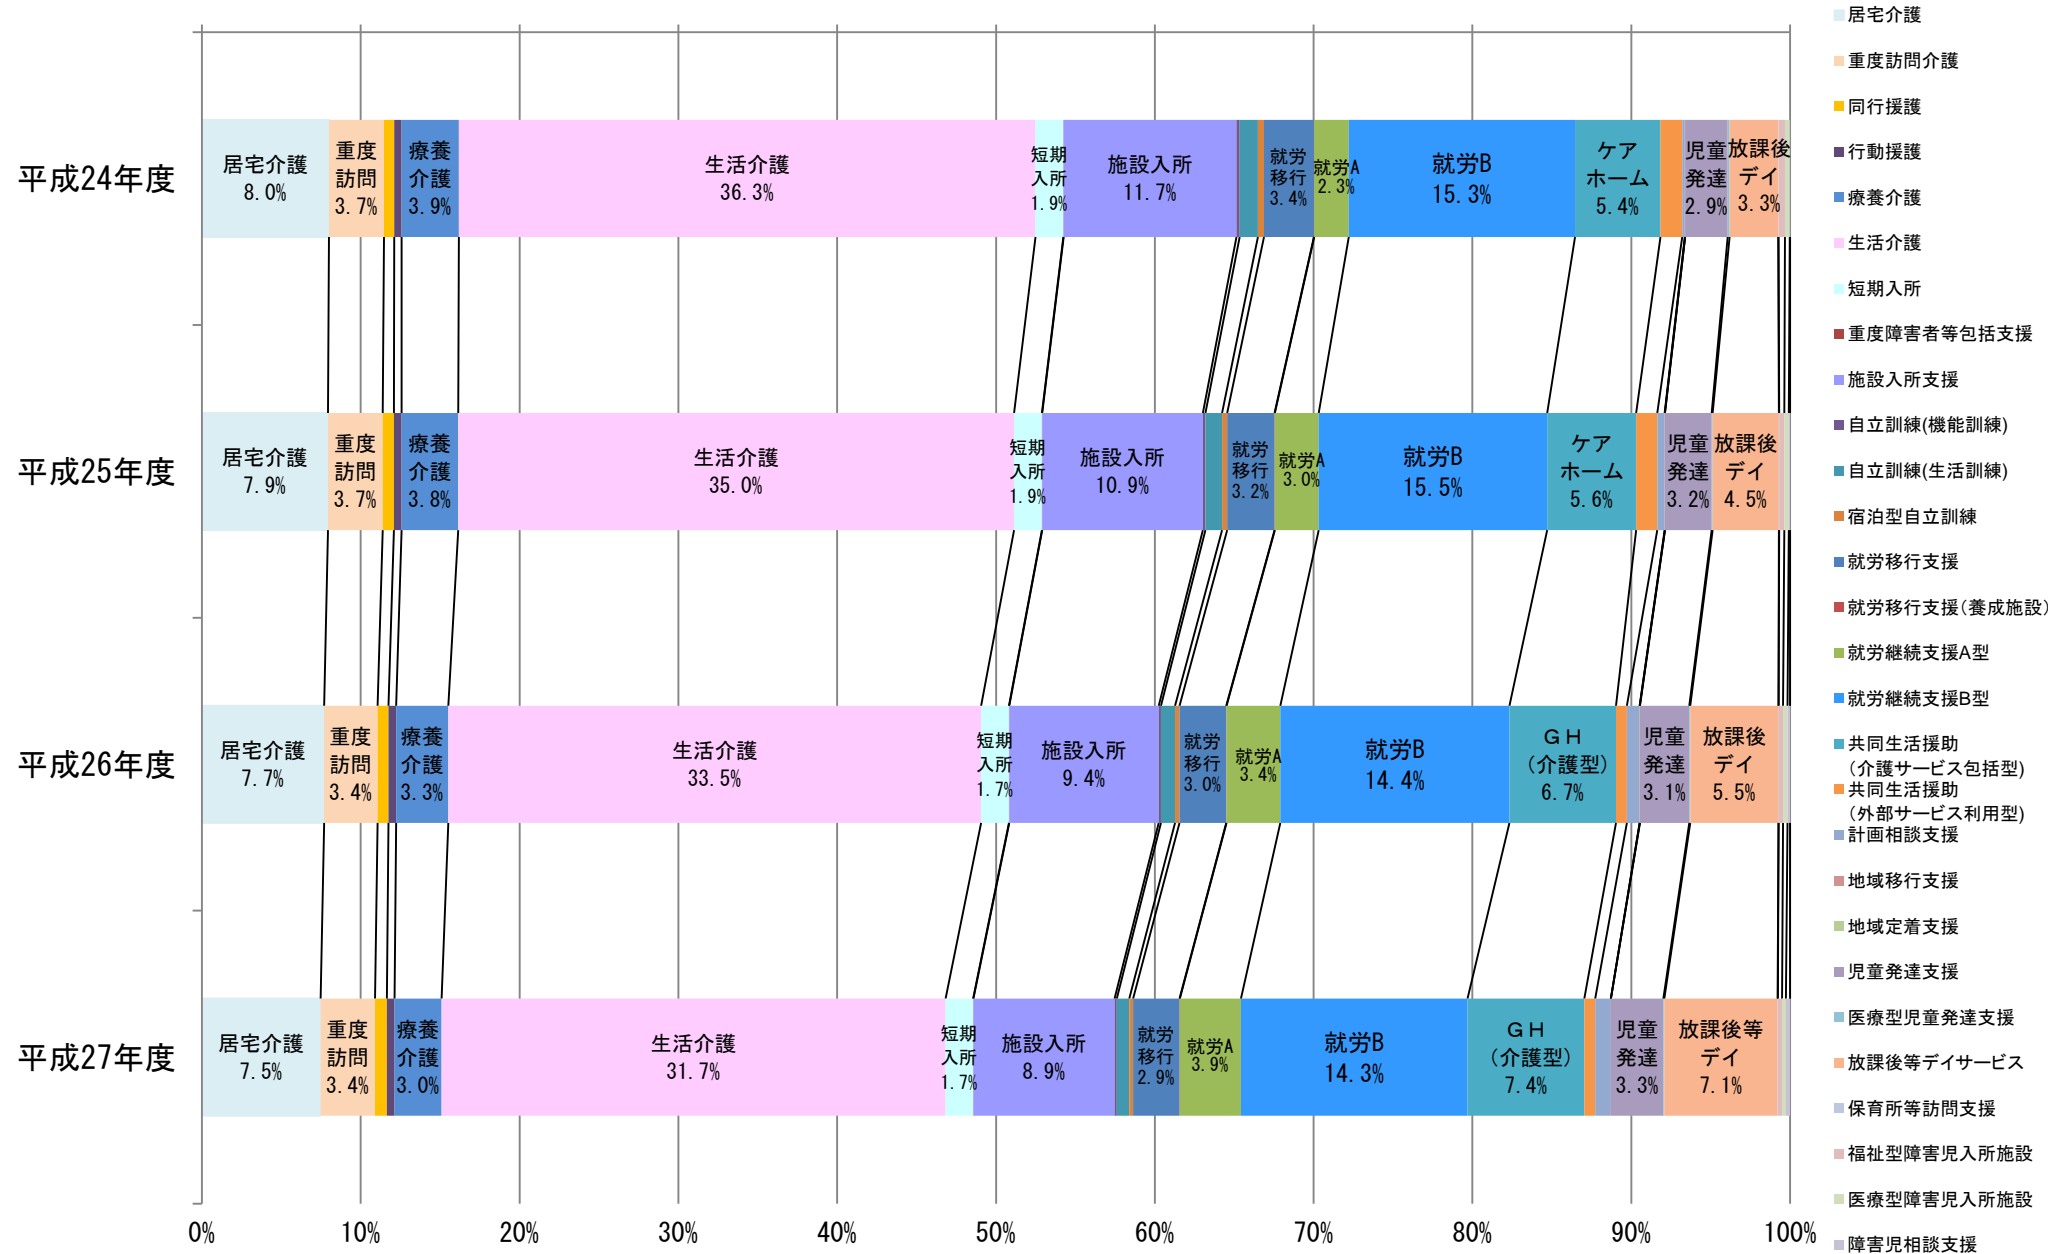 平成24年度
居宅介護
8.0%
重度
訪問
3.7%
療養
介護
3.9%
生活介護
36.3%
短期
入所
1.9%
施設入所
11.7%
就労
移行
3.4%
就労A
2.3%
就労B
15.3%
ケア
ホーム
5.4%
児童
発達
2.9%
放課後
デイ
3.3%
平成25年度
居宅介護
7.9%
重度
訪問
3.7%
療養
介護
3.8%
生活介護
35.0%
短期
入所
1.9%
施設入所
10.9%
就労
移行
3.2%
就労A
3.0%
就労B
15.5%
ケア
ホーム
5.6%
児童
発達
3.2%
放課後
デイ
4.5%
平成26年度
居宅介護
7.7%
重度
訪問
3.4%
療養
介護
3.3%
生活介護
33.5%
短期
入所
1.7%
施設入所
9.4%
就労
移行
3.0%
就労A
3.4%
就労B
14.4%
ＧＨ
（介護型）
6.7%
児童
発達
3.1%
放課後
デイ
5.5%
平成27年度
居宅介護
7.5%
重度
訪問
3.4%
療養
介護
3.0%
生活介護
31.7%
短期
入所
1.7%
施設入所
8.9%
就労
移行
2.9%
就労A
3.9%
就労B
14.3%
ＧＨ
（介護型）
7.4%
児童
発達
3.3%
放課後等
デイ
7.1%
0%
10%
20%
30%
40%
50%
60%
70%
80%
90%
100%
居宅介護
重度訪問介護
同行援護
行動援護
療養介護
生活介護
短期入所
重度障害者等包括支援
施設入所支援
自立訓練(機能訓練)
自立訓練(生活訓練)
宿泊型自立訓練
就労移行支援
就労移行支援（養成施設）
就労継続支援A型
就労継続支援B型
共同生活援助
（介護サービス包括型)
共同生活援助
（外部サービス利用型)
計画相談支援
地域移行支援
地域定着支援
児童発達支援
医療型児童発達支援
放課後等デイサービス
保育所等訪問支援
福祉型障害児入所施設
医療型障害児入所施設
障害児相談支援